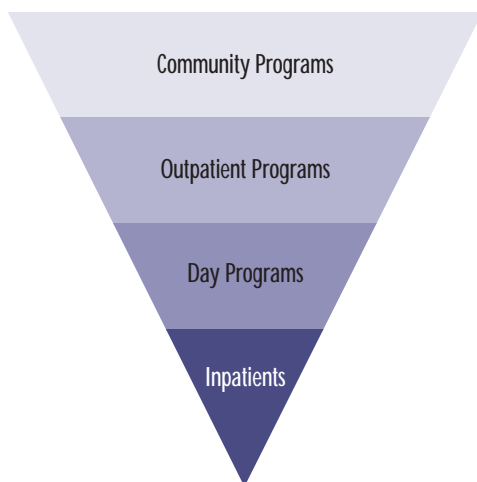 Community Programs
Outpatient Programs
Day Programs
Inpatients